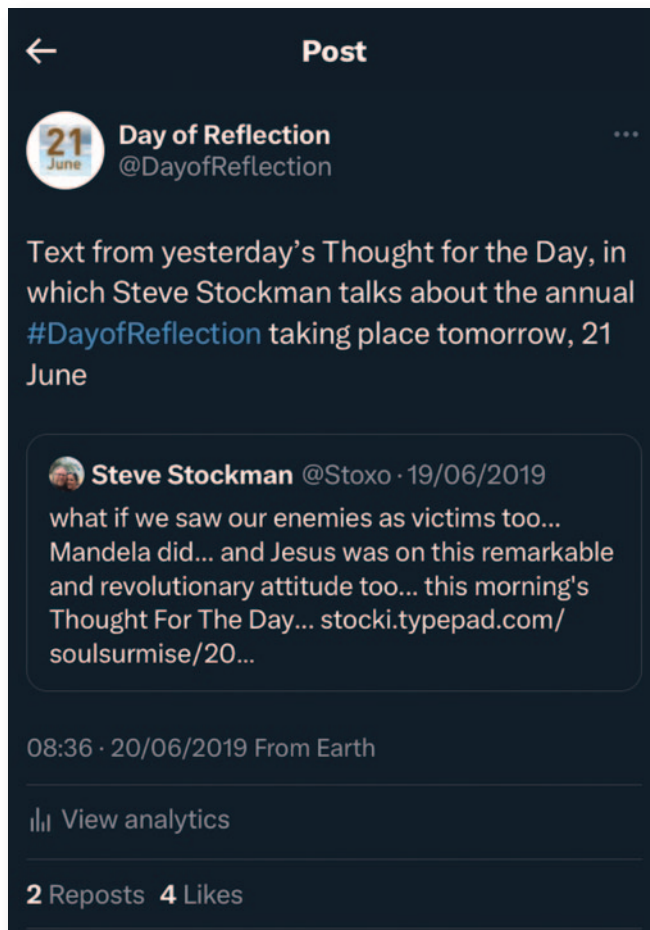 Post
21
June
Day of Reflection
@DayofReflection
Text from yesterday’s Thought for the Day, in
which Steve Stockman talks about the annual
#DayofReflection taking place tomorrow, 21
June
Steve Stockman @Stoxo · 19/06/2019
what if we saw our enemies as victims too...
Mandela did... and Jesus was on this remarkable
and revolutionary attitude too... this morning's
Thought For The Day... stocki.typepad.com/
soulsurmise/20...
08:36 · 20/06/2019 From Earth
View analytics
2 Reposts 4 Likes